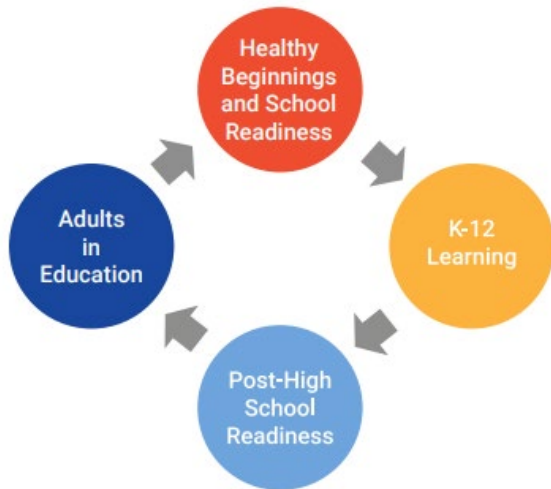 Healthy
Beginnings
and School
Readiness
K-12
Learning
Post-High
School
Readiness
Adults
in
Education